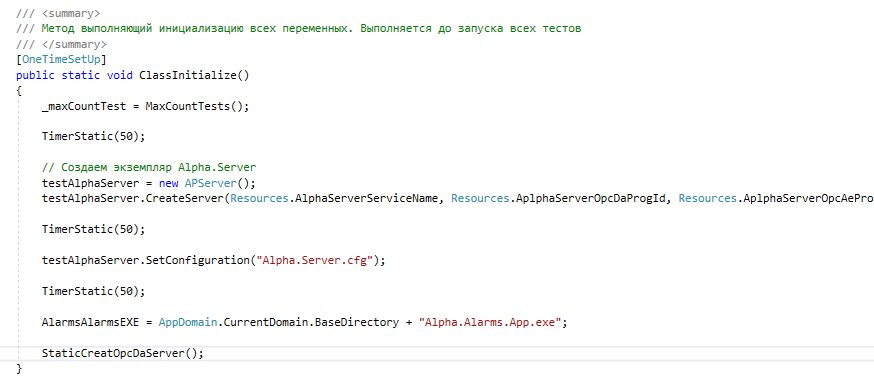 /// <summary>
/// Метод выполняющий инициализацию всех переменных. Выполняется до запуска всех тестов
/// </summary>
[OneTimeSetUp]
public static void ClassInitialize()
{
_maxCountTest = MaxCountTests();
TimerStatic(50);
// Создаем экземпляр Alpha.Server
testAlphaServer = new APServer();
testAlphaServer.CreateServer(Resources.AlphaServerServiceName, Resources.AplphaServerOpcDaProgId, Resources.AplphaServerOpcAePro
TimerStatic(50);
testAlphaServer.SetConfiguration("Alpha.Server.cfg");
TimerStatic(50);
AlarmsAlarmsEXE = AppDomain.CurrentDomain.BaseDirectory + "Alpha.Alarms.App.exe";
StaticCreatOpcDaServer();
}